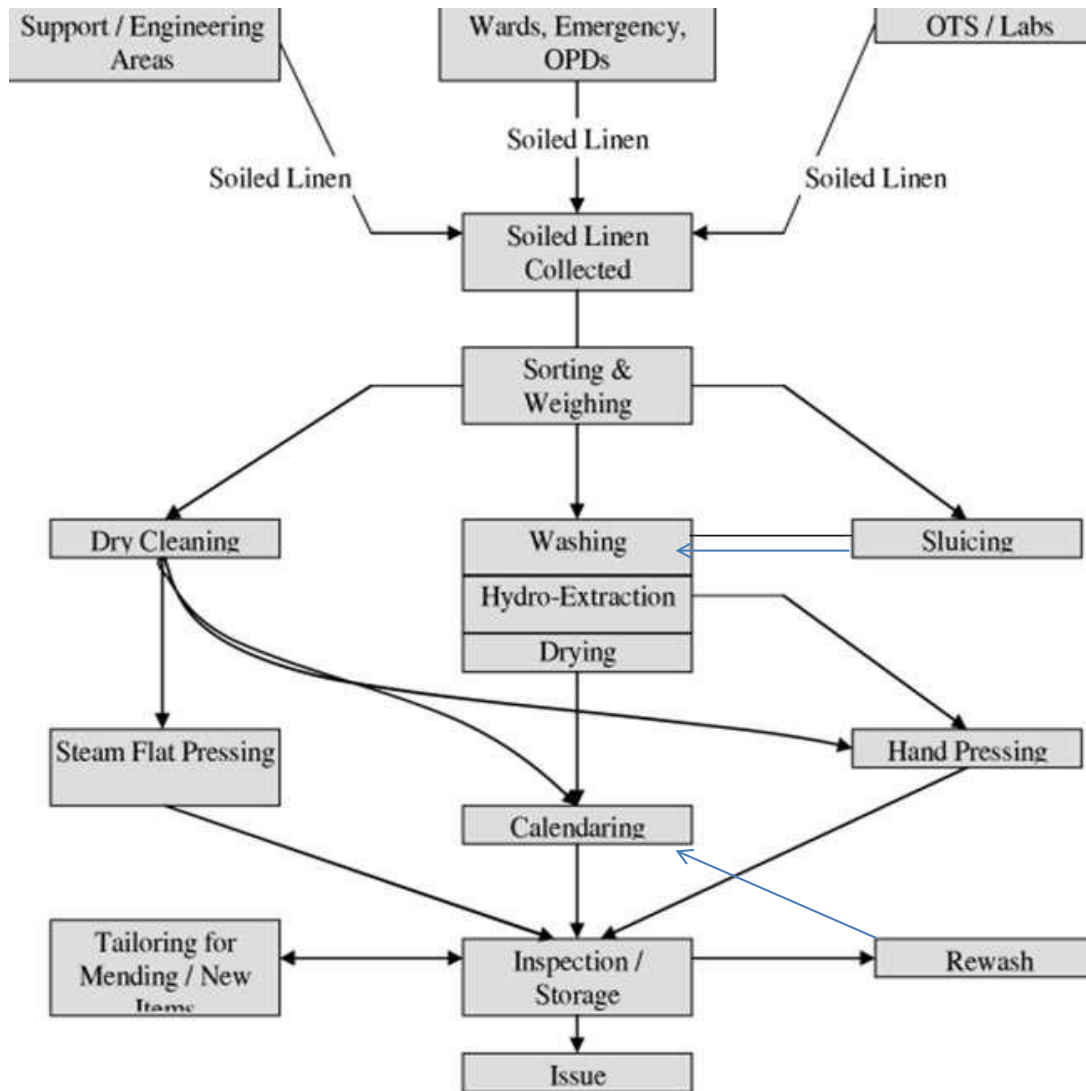 Support / Engineering
Areas
Wards, Emergency,
OPDs
OTS / Labs
Soiled Linen
Soiled Linen
Soiled Linen
Soiled Linen
Collected
Sorting &
Weighing
Dry Cleaning
Washing
Sluicing
Hydro-Extraction
Drying
Steam Flat Pressing
Hand Pressing
Calendaring
Tailoring for
Mending / New
Items
Inspection /
Storage
Rewash
Issue